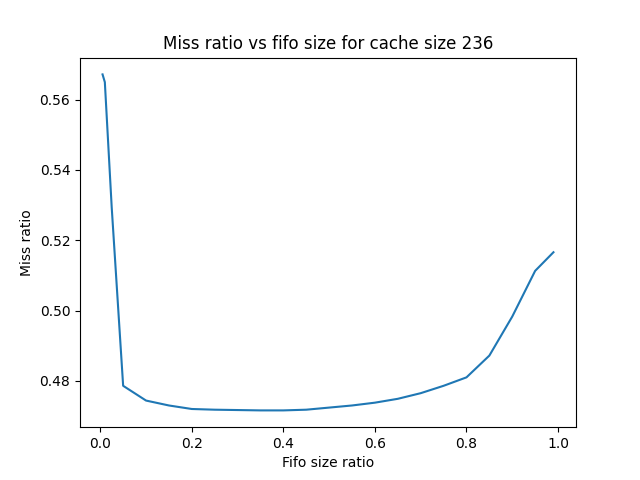 Miss ratio vs fifo size for cache size 236
0.56
0.54
0.52
0.50
0.48
Miss ratio
0.0 0.2 0.4 0.6 0.8 1.0
Fifo size ratio